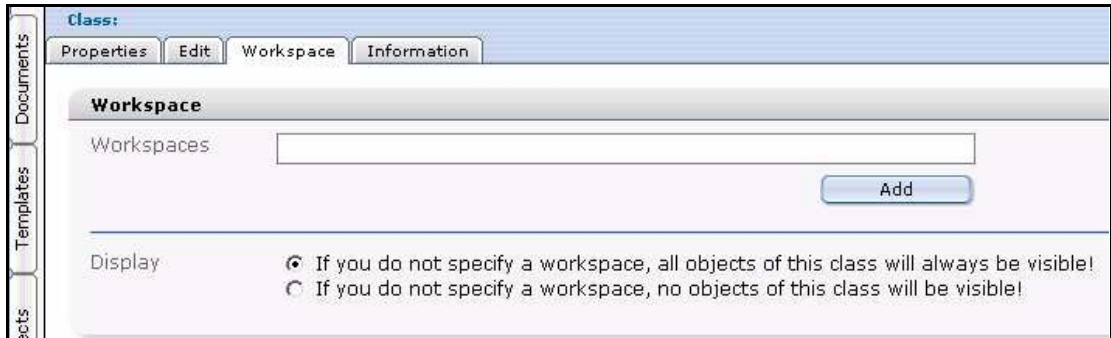 Class:
Properties
Edit
Workspace
Information
Documents
Templates
Workspace
Workspaces
Add
Display
If you do not specify a workspace, all objects of this class will always be visible!
If you do not specify a workspace, no objects of this class will be visible!